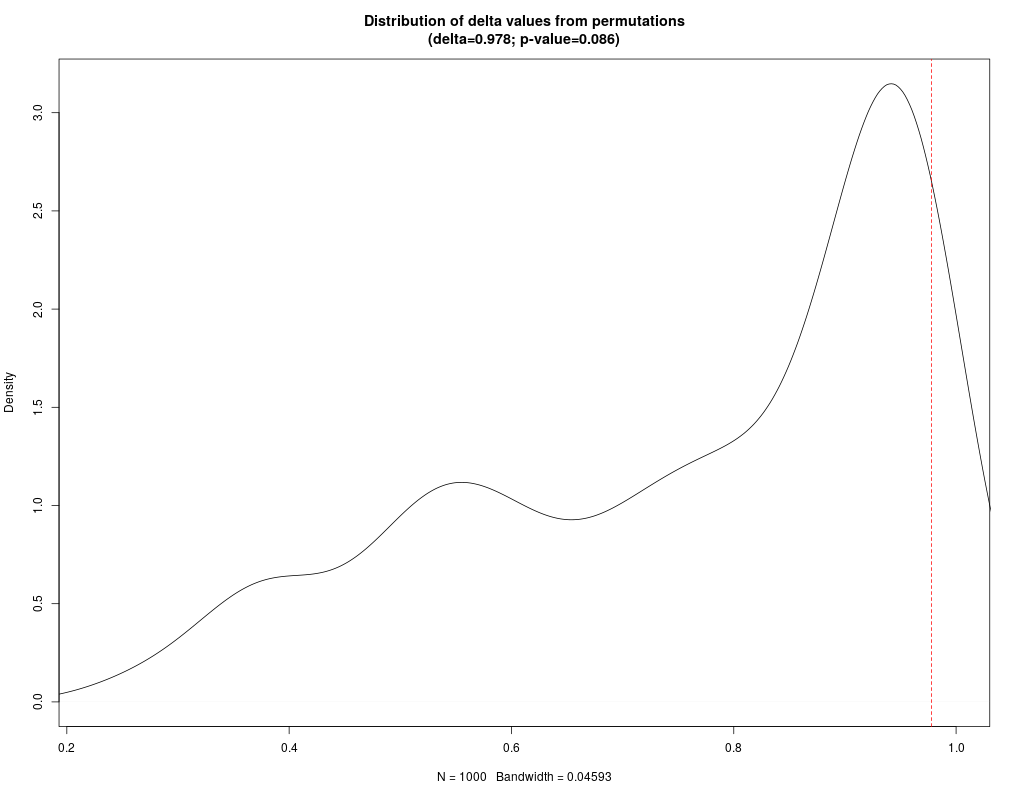 Distribution of delta values from permutations
(delta=0.978; p-value=0.086)
Density
3.0
2.5
2.0
1.5
1.0
0.5
0.0
0.2 0.4 0.6 0.8 1.0
N = 1000 Bandwidth = 0.04593